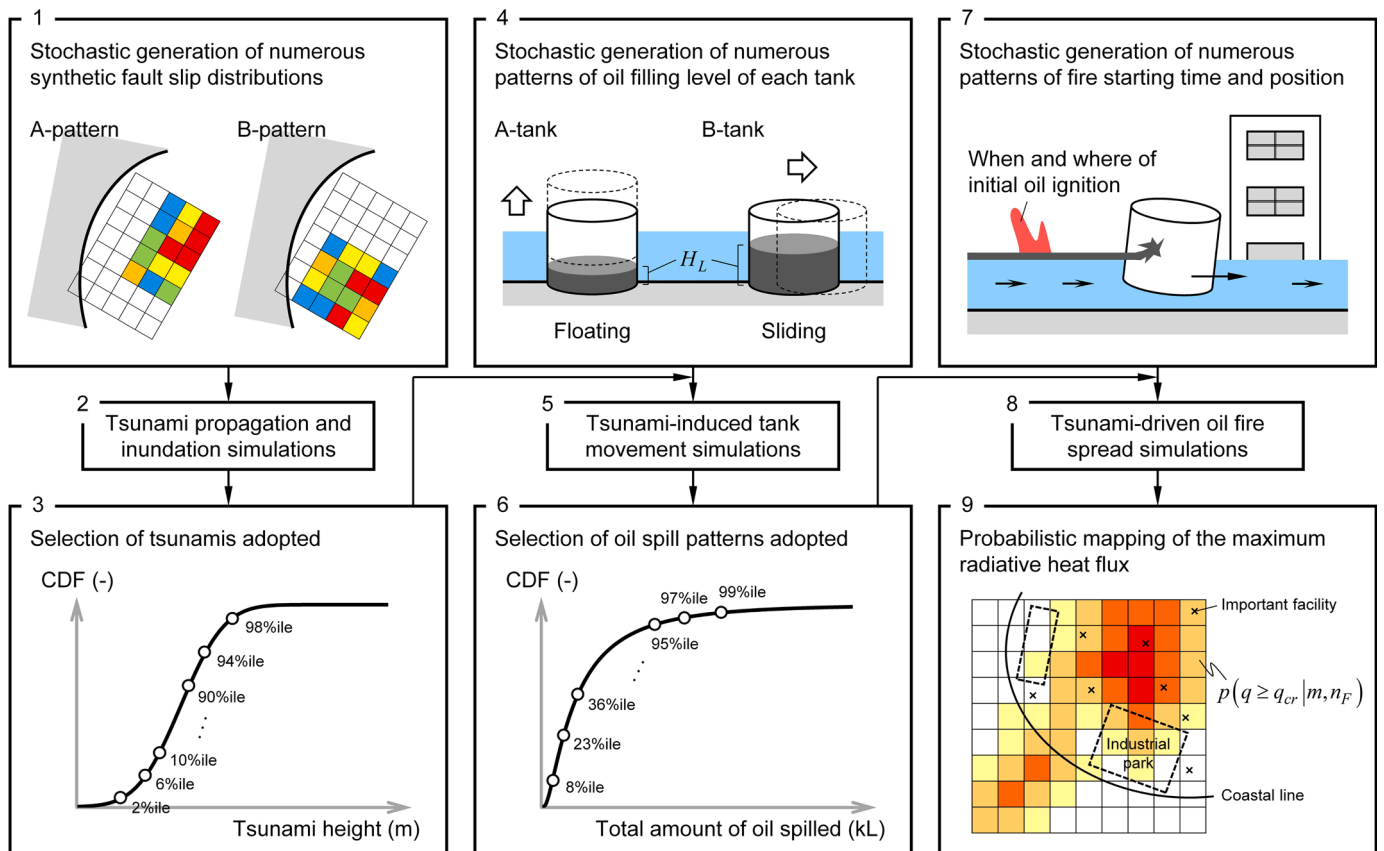 1
Stochastic generation of numerous
synthetic fault slip distributions
A-pattern
B-pattern
2
Tsunami propagation and
inundation simulations
3
Selection of tsunamis adopted
CDF (-)
98%ile
94%ile
90%ile
...
10%ile
6%ile
2%ile
Tsunami height (m)
4
Stochastic generation of numerous
patterns of oil filling level of each tank
A-tank
B-tank
H_L
Floating
Sliding
5
Tsunami-induced tank
movement simulations
6
Selection of oil spill patterns adopted
CDF (-)
99%ile
97%ile
95%ile
...
36%ile
23%ile
8%ile
Total amount of oil spilled (kL)
7
Stochastic generation of numerous
patterns of fire starting time and position
When and where of
initial oil ignition
8
Tsunami-driven oil fire
spread simulations
9
Probabilistic mapping of the maximum
radiative heat flux
Important facility
p(q ≥ q_cr | m, n_F)
Industrial
park
Coastal line